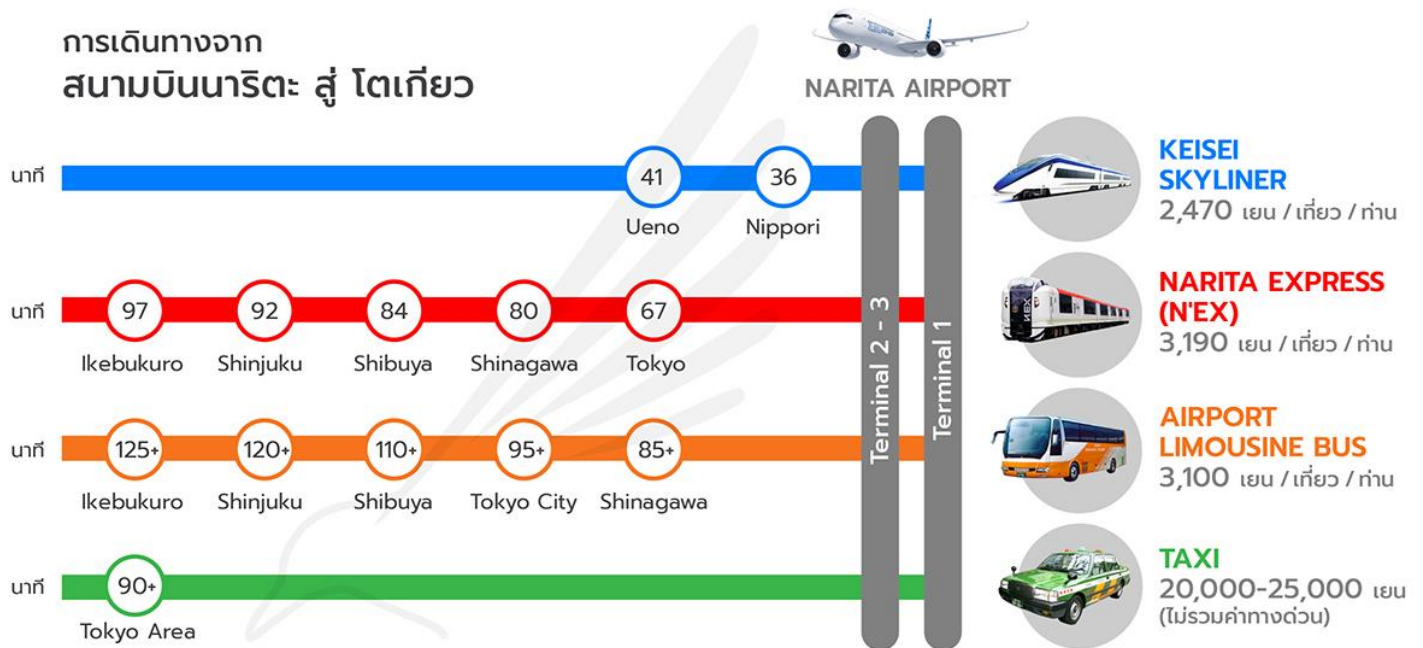 การเดินทางจาก
สนามบินนาริตะ สู่ โตเกียว
NARITA AIRPORT
นาที
41
36
Ueno
Nippori
KEISEI
SKYLINER
2,470 เยน / เที่ยว / ท่าน
นาที
97
92
84
80
67
Ikebukuro
Shinjuku
Shibuya
Shinagawa
Tokyo
NARITA EXPRESS
(N'EX)
3,190 เยน / เที่ยว / ท่าน
นาที
125+
120+
110+
95+
85+
Ikebukuro
Shinjuku
Shibuya
Tokyo City
Shinagawa
AIRPORT
LIMOUSINE BUS
3,100 เยน / เที่ยว / ท่าน
นาที
90+
Tokyo Area
TAXI
20,000-25,000 เยน
(ไม่รวมค่าทางด่วน)
Terminal 2 - 3
Terminal 1
NEX